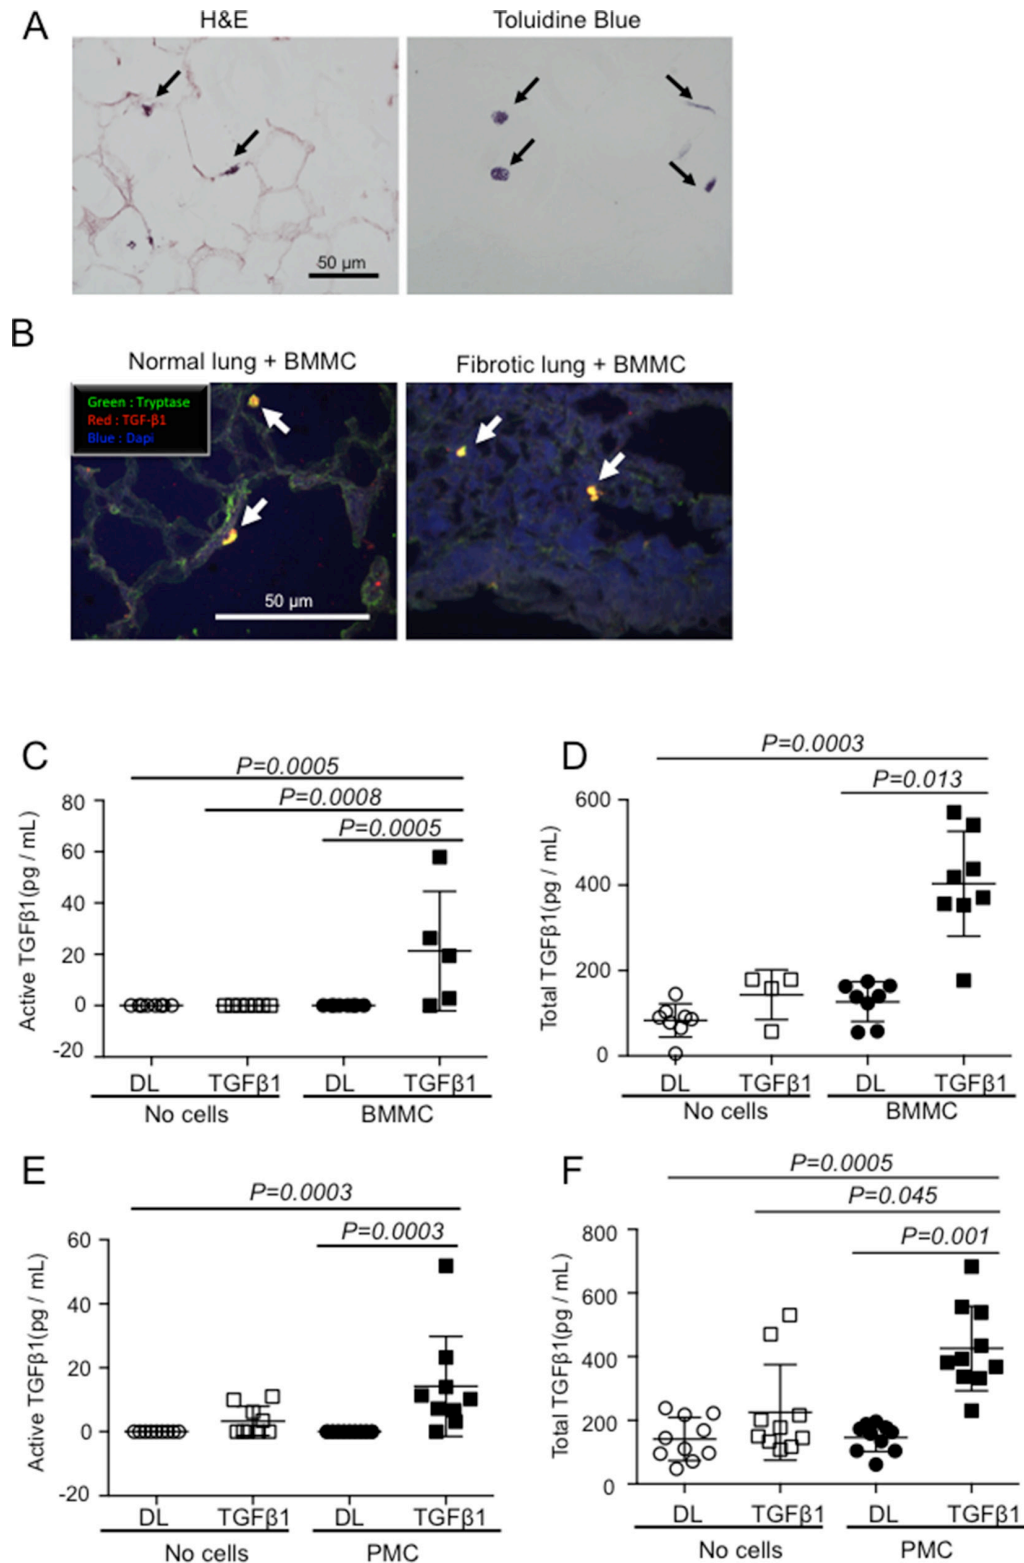 A
H&E
Toluidine Blue
50 µm
B
Normal lung + BMMC
Fibrotic lung + BMMC
Green : Tryptase
Red : TGF-β1
Blue : Dapi
50 µm
C
P=0.0005
P=0.0008
P=0.0005
Active TGFβ1(pg / mL)
80
60
40
20
0
-20
DL
TGFβ1
DL
TGFβ1
No cells
BMMC
D
P=0.0003
P=0.013
Total TGFβ1(pg / mL)
600
400
200
0
DL
TGFβ1
DL
TGFβ1
No cells
BMMC
E
P=0.0003
P=0.0003
Active TGFβ1(pg / mL)
60
40
20
0
-20
DL
TGFβ1
DL
TGFβ1
No cells
PMC
F
P=0.0005
P=0.045
P=0.001
Total TGFβ1(pg / mL)
800
600
400
200
0
DL
TGFβ1
DL
TGFβ1
No cells
PMC